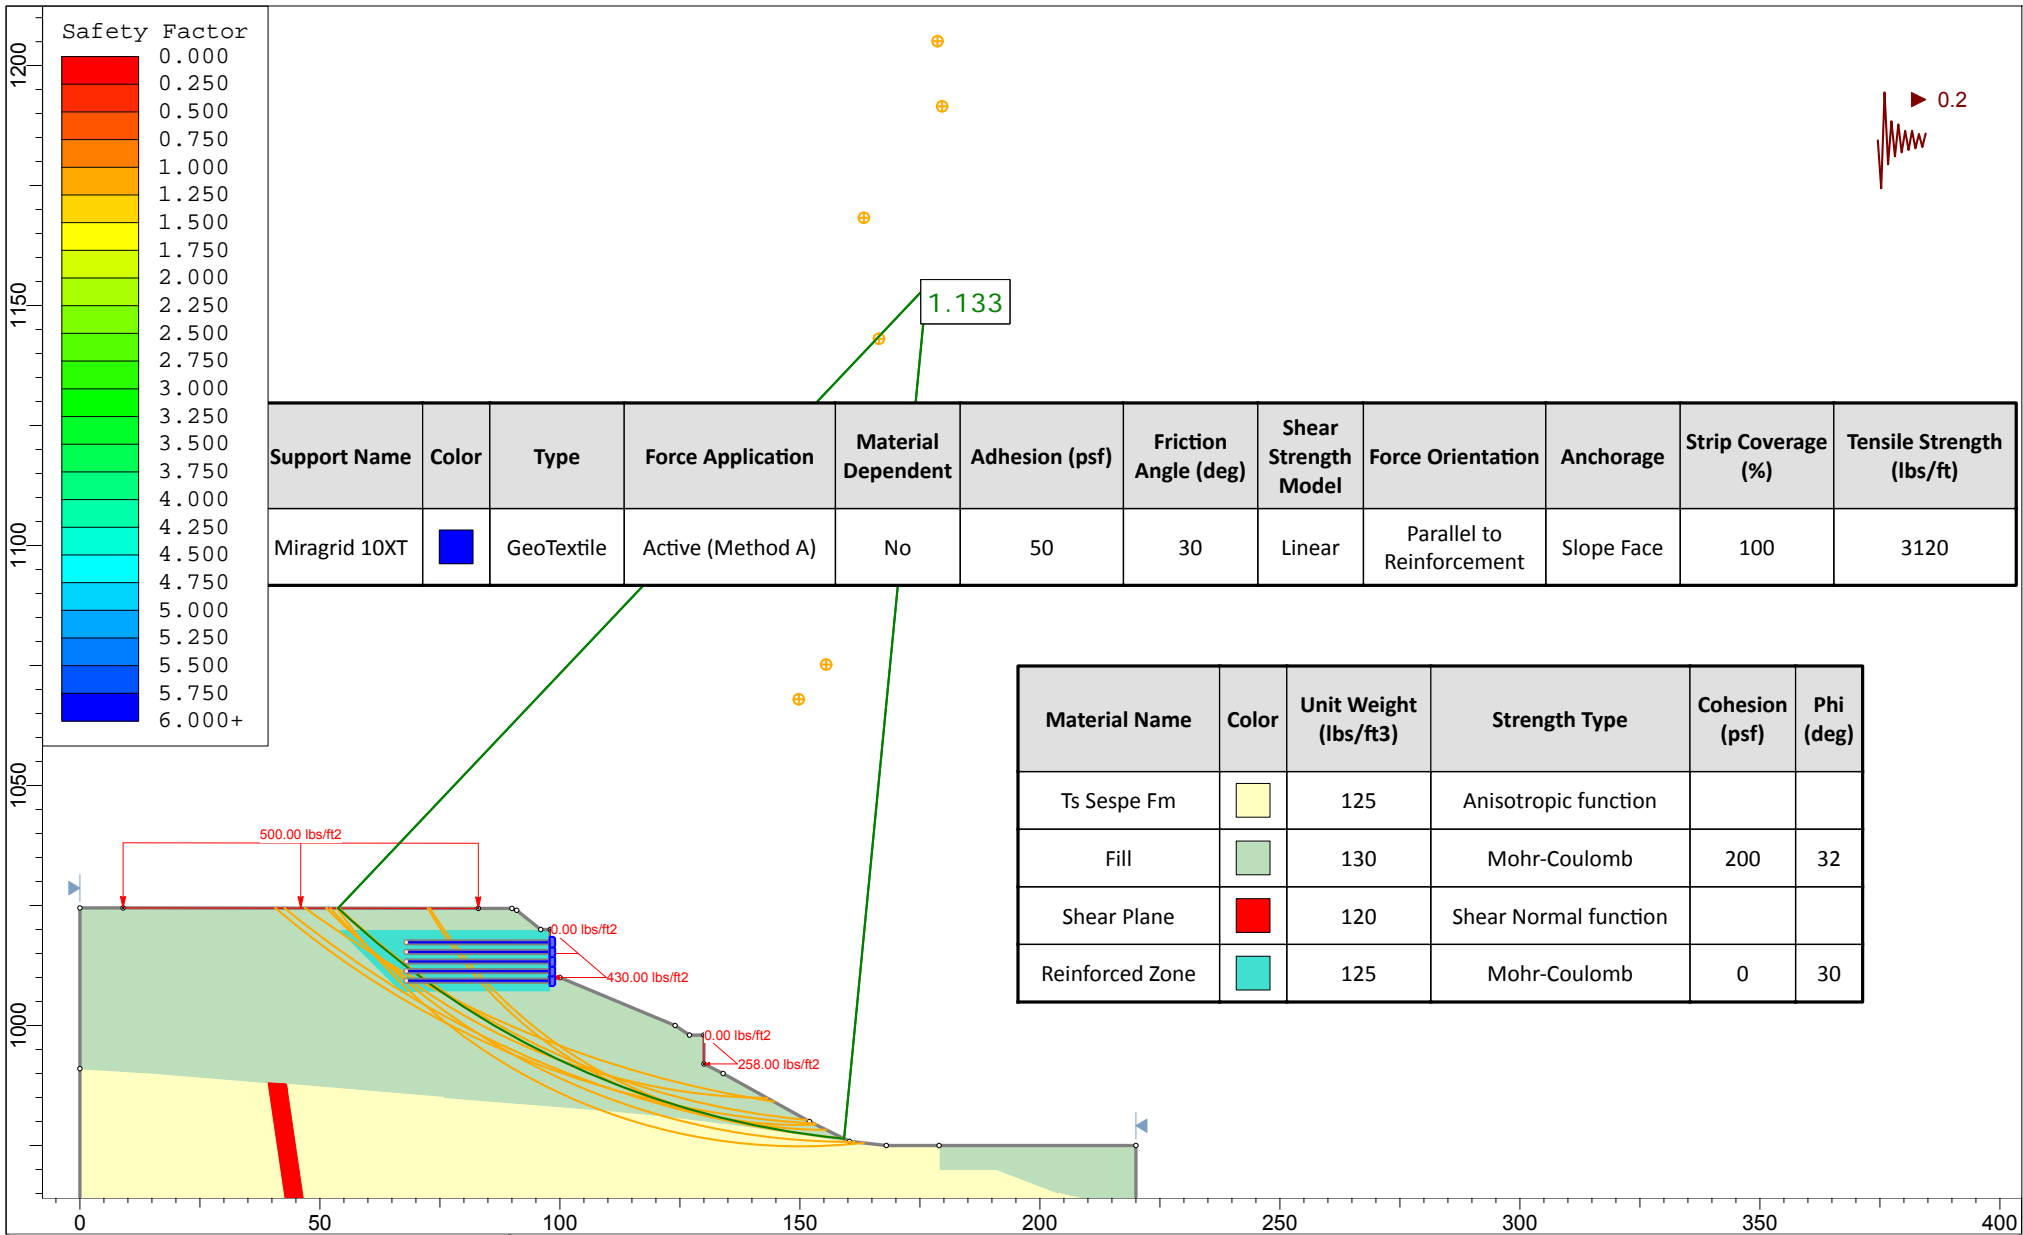 Safety Factor
0.000
0.250
0.500
0.750
1.000
1.250
1.500
1.750
2.000
2.250
2.500
2.750
3.000
3.250
3.500
3.750
4.000
4.250
4.500
4.750
5.000
5.250
5.500
5.750
6.000+
0.2
1.133
Support Name Color Type Force Application Material Dependent Adhesion (psf) Friction Angle (deg) Shear Strength Model Force Orientation Anchorage Strip Coverage (%) Tensile Strength (lbs/ft)
Miragrid 10XT GeoTextile Active (Method A) No 50 30 Linear Parallel to Reinforcement Slope Face 100 3120
Material Name Color Unit Weight (lbs/ft3) Strength Type Cohesion (psf) Phi (deg)
Ts Sespe Fm 125 Anisotropic function
Fill 130 Mohr-Coulomb 200 32
Shear Plane 120 Shear Normal function
Reinforced Zone 125 Mohr-Coulomb 0 30
500.00 lbs/ft2
0.00 lbs/ft2
430.00 lbs/ft2
0.00 lbs/ft2
258.00 lbs/ft2
1200
1150
1100
1050
1000
0 50 100 150 200 250 300 350 400